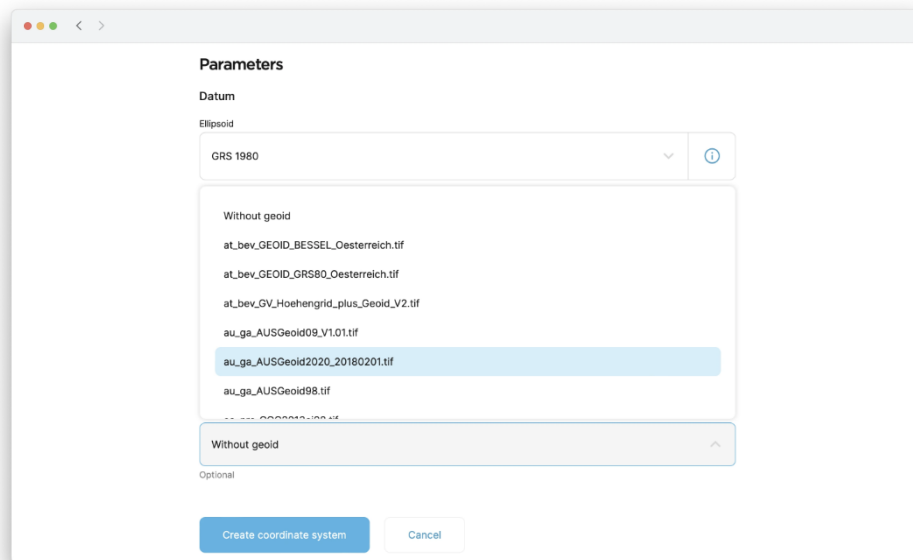 Parameters
Datum
Ellipsoid
GRS 1980
Without geoid
at_bev_GEOID_BESSEL_Oesterreich.tif
at_bev_GEOID_GRS80_Oesterreich.tif
at_bev_GV_Hoehengrid_plus_Geoid_V2.tif
au_ga_AUSGeoid09_V1.01.tif
au_ga_AUSGeoid2020_20180201.tif
au_ga_AUSGeoid98.tif
Without geoid
Optional
Create coordinate system
Cancel